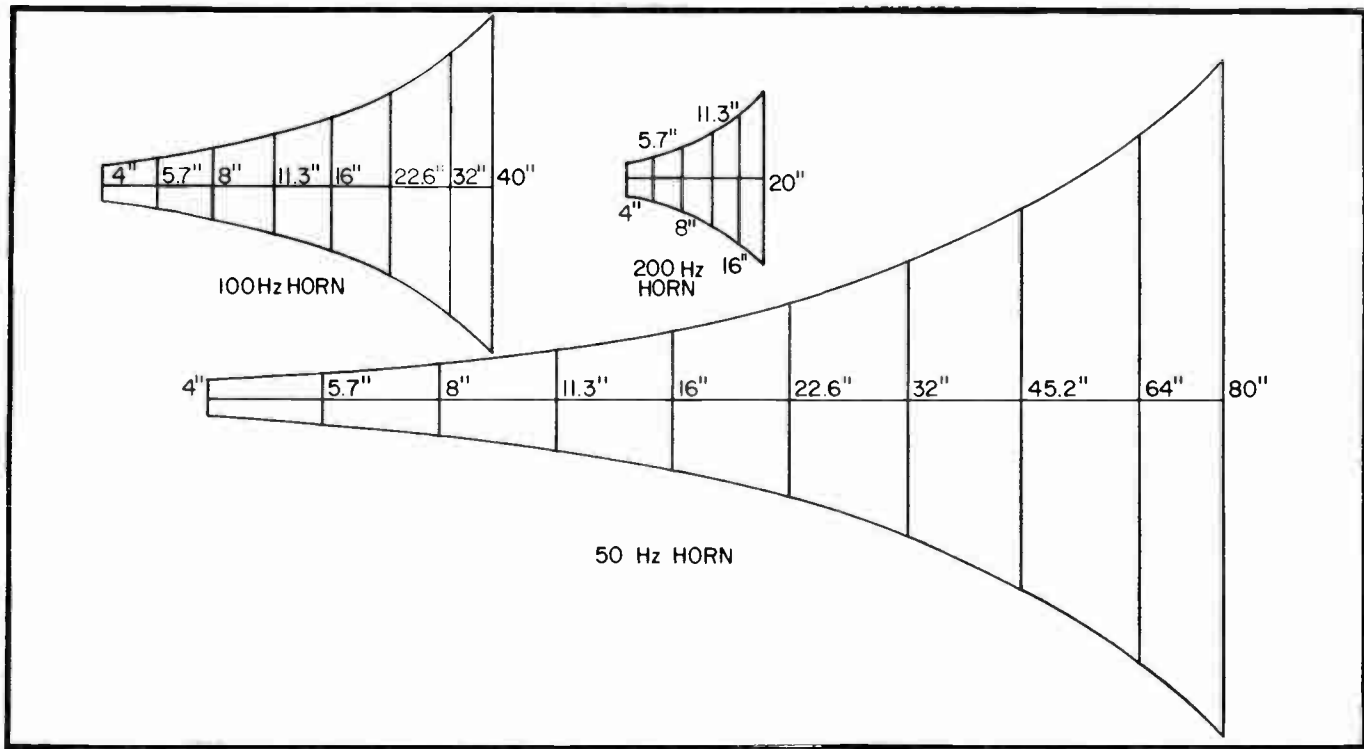 4" 5.7" 8" 11.3" 16" 22.6" 32" 40"
100 Hz HORN
5.7" 11.3"
20"
4" 8" 16"
200 Hz
HORN
4" 5.7" 8" 11.3" 16" 22.6" 32" 45.2" 64" 80"
50 Hz HORN